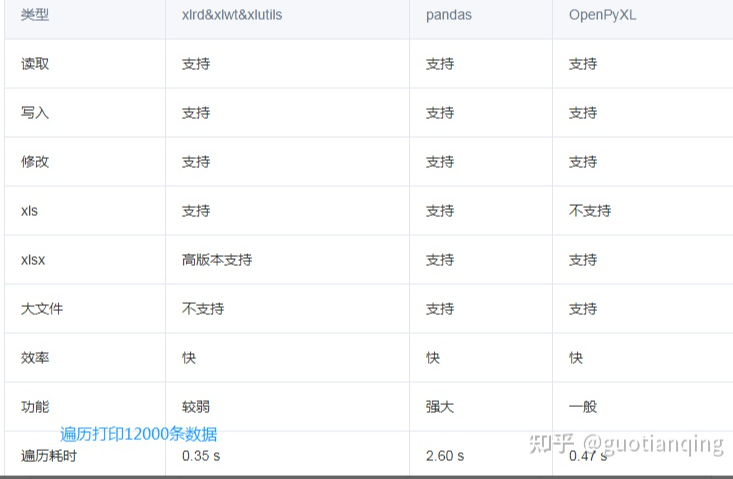 类型 xlrd&xlwt&xlutils pandas OpenPyXL
读取 支持 支持 支持
写入 支持 支持 支持
修改 支持 支持 支持
xls 支持 支持 不支持
xlsx 高版本支持 支持 支持
大文件 不支持 支持 支持
效率 快 快 快
功能 较弱 强大 一般
遍历打印12000条数据
知乎 @guotianqing
遍历耗时 0.35 s 2.60 s 0.47 s